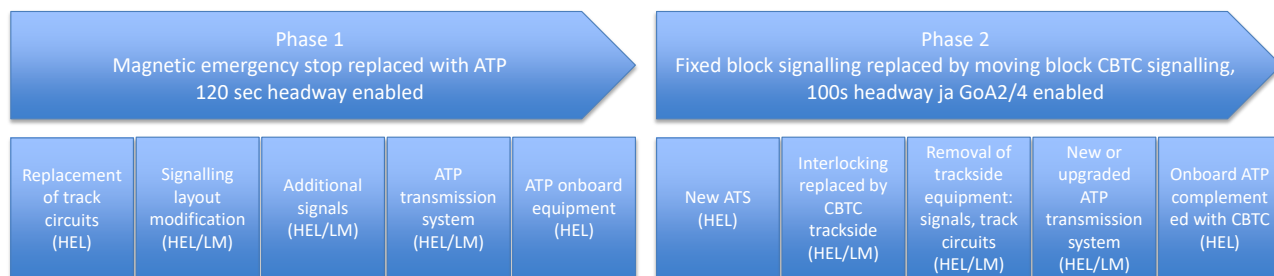 Phase 1
Magnetic emergency stop replaced with ATP
120 sec headway enabled
Phase 2
Fixed block signalling replaced by moving block CBTC signalling,
100s headway ja GoA2/4 enabled
Replacement
of track
circuits
(HEL)
Signalling
layout
modification
(HEL/LM)
Additional
signals
(HEL/LM)
ATP
transmission
system
(HEL/LM)
ATP onboard
equipment
(HEL)
New ATS
(HEL)
Interlocking
replaced by
CBTC
trackside
(HEL/LM)
Removal of
trackside
equipment:
signals, track
circuits
(HEL/LM)
New or
upgraded
ATP
transmission
system
(HEL/LM)
Onboard ATP
complement
ed with CBTC
(HEL)